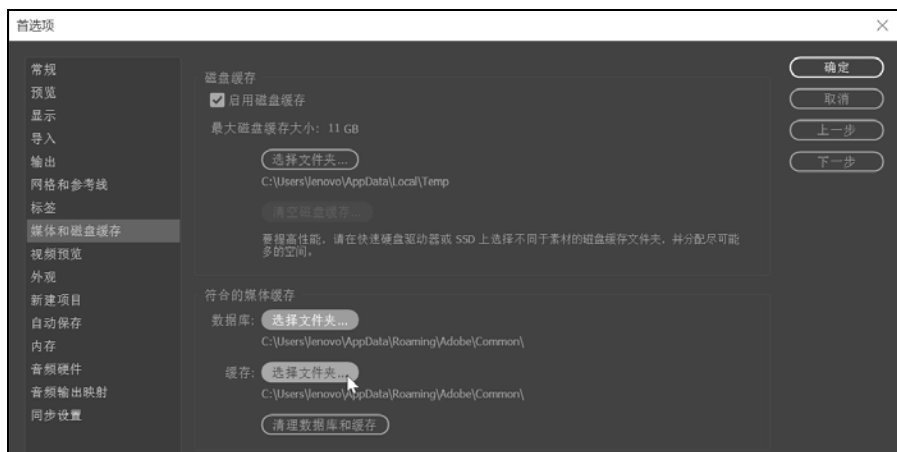 首选项
常规
预览
显示
导入
输出
网格和参考线
标签
媒体和磁盘缓存
视频预览
外观
新建项目
自动保存
内存
音频硬件
音频输出映射
同步设置
磁盘缓存
启用磁盘缓存
最大磁盘缓存大小: 11 GB
选择文件夹...
C:\Users\lenovo\AppData\Local\Temp
清空磁盘缓存...
要提高性能，请在快速硬盘驱动器或 SSD 上选择不同于素材的磁盘缓存文件夹，并分配尽可能
多的空间。
符合的媒体缓存
数据库: 选择文件夹...
C:\Users\lenovo\AppData\Roaming\Adobe\Common\
缓存: 选择文件夹...
C:\Users\lenovo\AppData\Roaming\Adobe\Common\
清理数据库和缓存
确定
取消
上一步
下一步